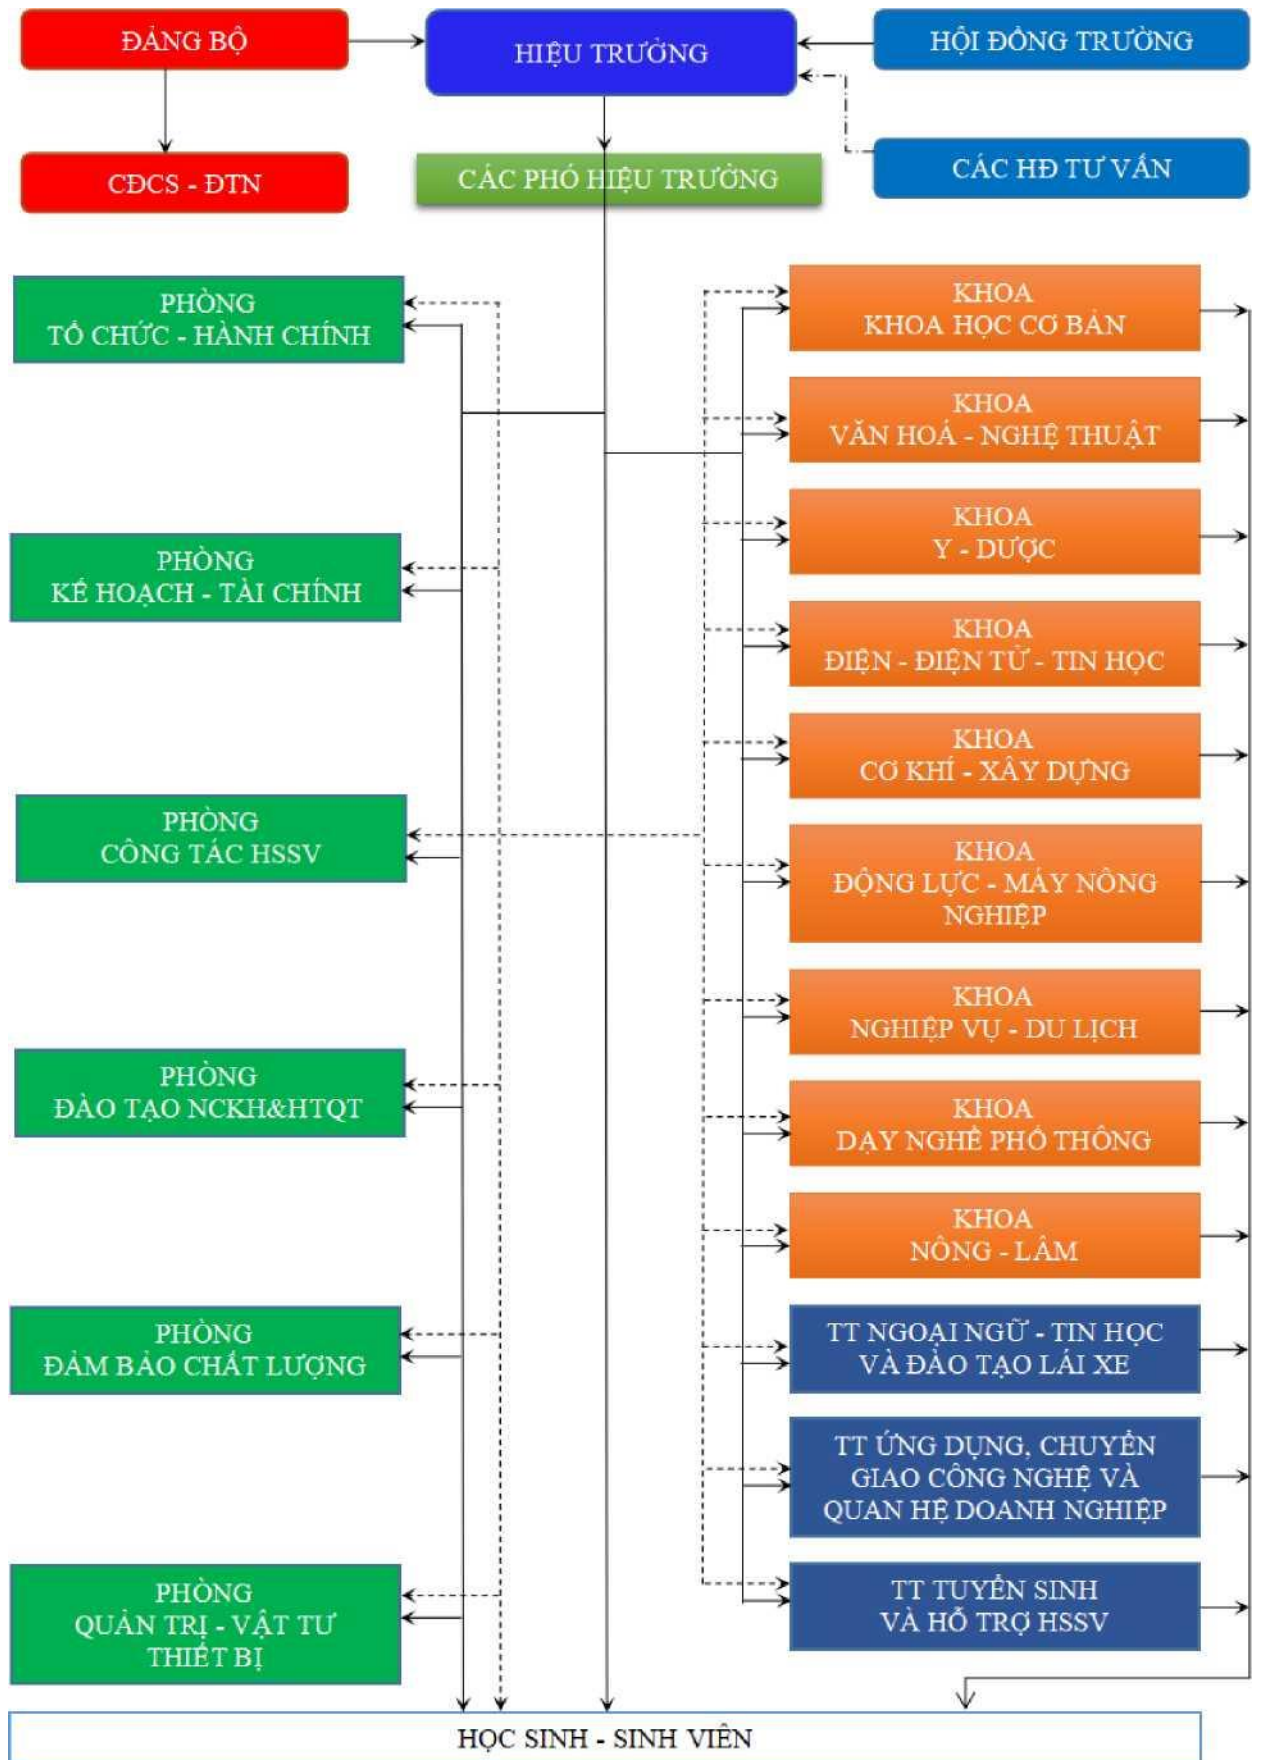 ĐẢNG BỘ
HIỆU TRƯỞNG
HỘI ĐỒNG TRƯỜNG
CĐCS - ĐTN
CÁC PHÓ HIỆU TRƯỞNG
CÁC HĐ TƯ VẤN
PHÒNG
TỔ CHỨC - HÀNH CHÍNH
PHÒNG
KẾ HOẠCH - TÀI CHÍNH
PHÒNG
CÔNG TÁC HSSV
PHÒNG
ĐÀO TẠO NCKH&HTQT
PHÒNG
ĐẢM BẢO CHẤT LƯỢNG
PHÒNG
QUẢN TRỊ - VẬT TƯ
THIẾT BỊ
KHOA
KHOA HỌC CƠ BẢN
KHOA
VĂN HOÁ - NGHỆ THUẬT
KHOA
Y - DƯỢC
KHOA
ĐIỆN - ĐIỆN TỬ - TIN HỌC
KHOA
CƠ KHÍ - XÂY DỰNG
KHOA
ĐỘNG LỰC - MÁY NÔNG
NGHIỆP
KHOA
NGHIỆP VỤ - DU LỊCH
KHOA
DẠY NGHỀ PHỔ THÔNG
KHOA
NÔNG - LÂM
TT NGOẠI NGỮ - TIN HỌC
VÀ ĐÀO TẠO LÁI XE
TT ỨNG DỤNG, CHUYỂN
GIAO CÔNG NGHỆ VÀ
QUAN HỆ DOANH NGHIỆP
TT TUYỂN SINH
VÀ HỖ TRỢ HSSV
HỌC SINH - SINH VIÊN